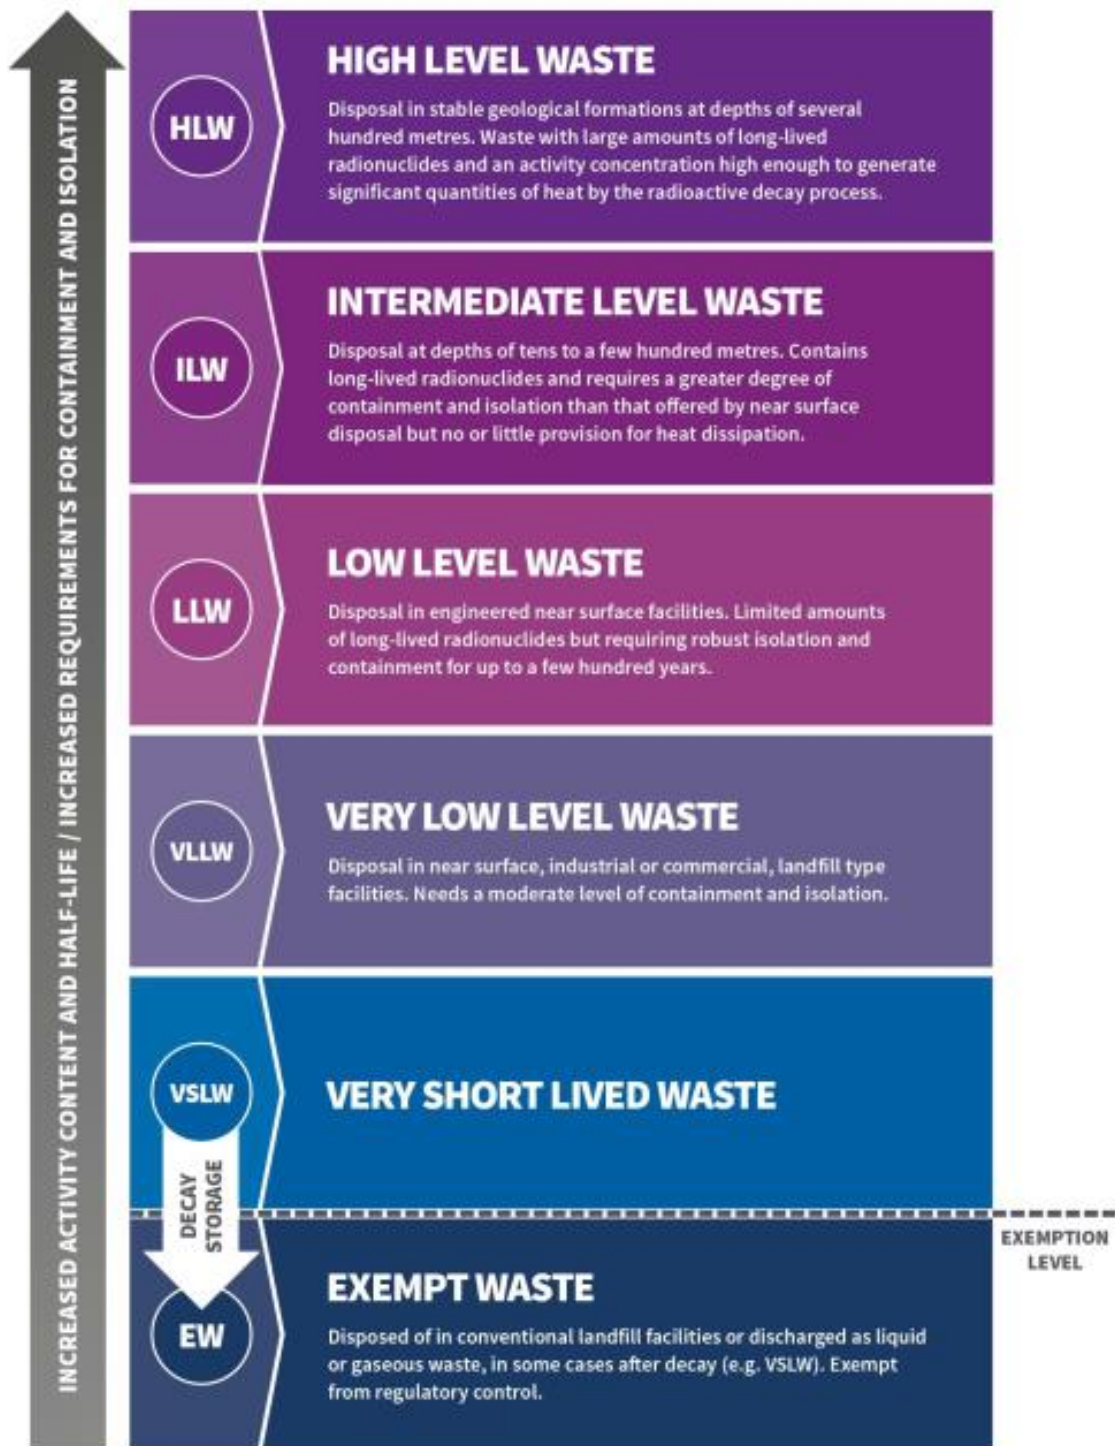 INCREASED ACTIVITY CONTENT AND HALF-LIFE / INCREASED REQUIREMENTS FOR CONTAINMENT AND ISOLATION
HLW
HIGH LEVEL WASTE
Disposal in stable geological formations at depths of several
hundred metres. Waste with large amounts of long-lived
radionuclides and an activity concentration high enough to generate
significant quantities of heat by the radioactive decay process.
ILW
INTERMEDIATE LEVEL WASTE
Disposal at depths of tens to a few hundred metres. Contains
long-lived radionuclides and requires a greater degree of
containment and isolation than that offered by near surface
disposal but no or little provision for heat dissipation.
LLW
LOW LEVEL WASTE
Disposal in engineered near surface facilities. Limited amounts
of long-lived radionuclides but requiring robust isolation and
containment for up to a few hundred years.
VLLW
VERY LOW LEVEL WASTE
Disposal in near surface, industrial or commercial, landfill type
facilities. Needs a moderate level of containment and isolation.
VSLW
VERY SHORT LIVED WASTE
DECAY
STORAGE
EXEMPTION
LEVEL
EW
EXEMPT WASTE
Disposed of in conventional landfill facilities or discharged as liquid
or gaseous waste, in some cases after decay (e.g. VSLW). Exempt
from regulatory control.